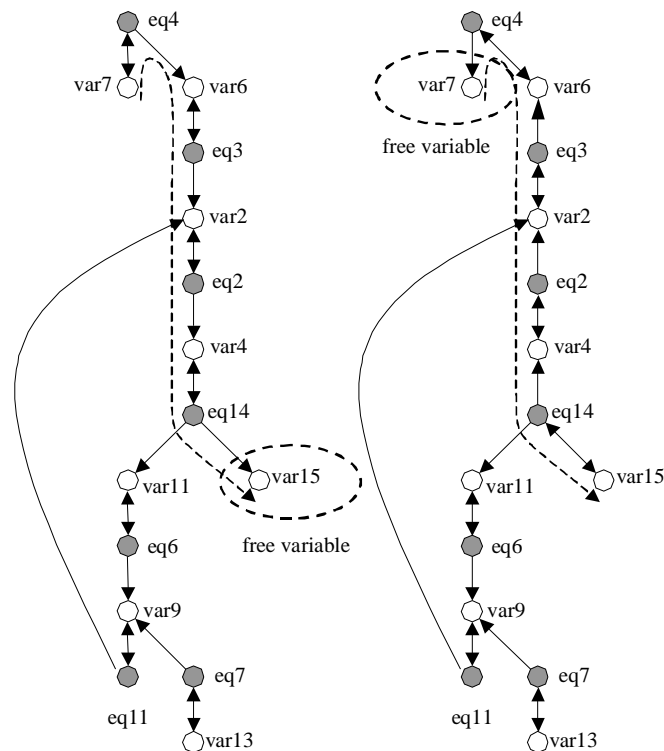 eq4
var7
var6
eq3
var2
eq2
var4
eq14
var11
var15
free variable
eq6
var9
eq7
eq11
var13
eq4
var7
var6
free variable
eq3
var2
eq2
var4
eq14
var11
var15
eq6
var9
eq7
eq11
var13